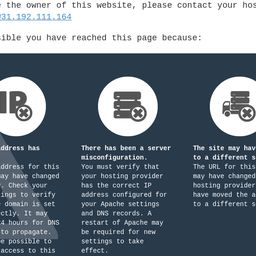 the owner of this website, please contact your hos
31.192.111.164
sible you have reached this page because:
IP
address has
address for this
may have changed
. Check your
ings to verify
e domain is set
ectly. It may
24 hours for DNS
to propagate.
be possible to
access to this
There has been a server
misconfiguration.
You must verify that
your hosting provider
has the correct IP
address configured for
your Apache settings
and DNS records. A
restart of Apache may
be required for new
settings to take
effect.
The site may have
to a different s
The URL for this
may have changed
hosting provider
have moved the a
to a different s